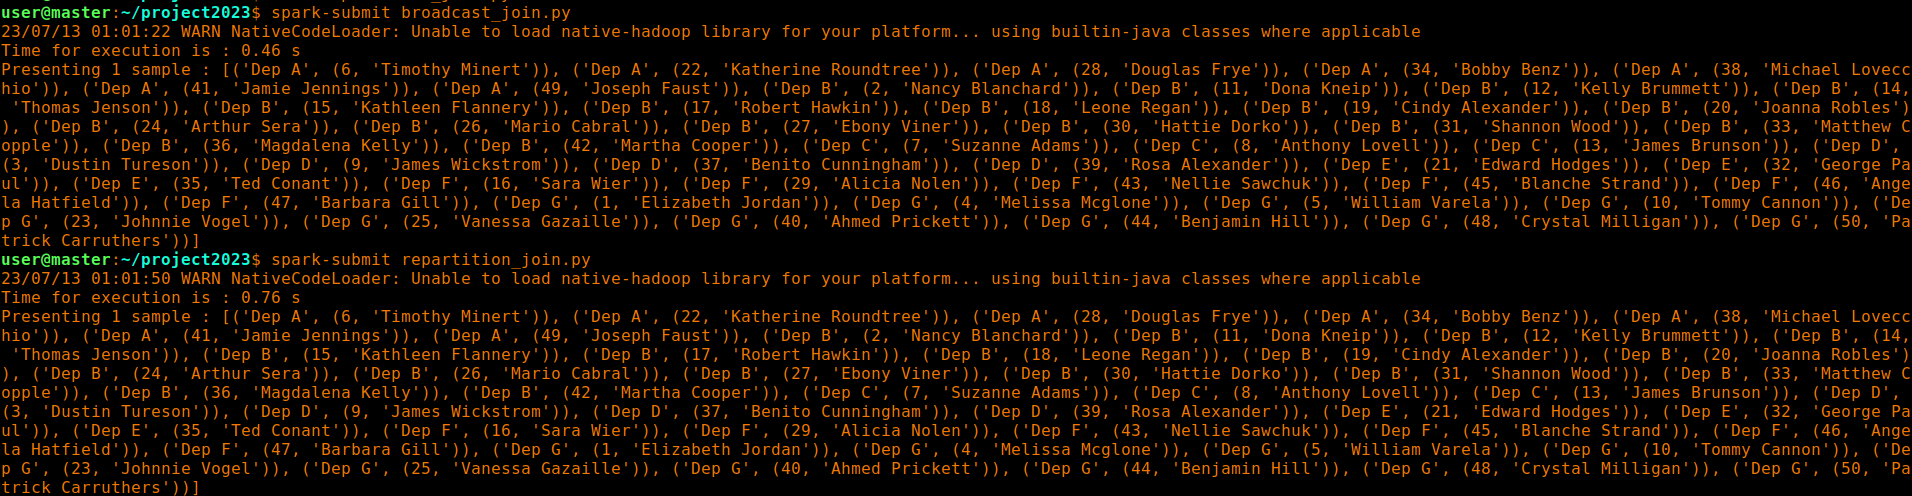 user@master:~/project2023$ spark-submit broadcast_join.py
23/07/13 01:01:22 WARN NativeCodeLoader: Unable to load native-hadoop library for your platform... using builtin-java classes where applicable
Time for execution is : 0.46 s
Presenting 1 sample : [('Dep A', (6, 'Timothy Minert')), ('Dep A', (22, 'Katherine Roundtree')), ('Dep A', (28, 'Douglas Frye')), ('Dep A', (34, 'Bobby Benz')), ('Dep A', (38, 'Michael Lovecc
hio')), ('Dep A', (41, 'Jamie Jennings')), ('Dep A', (49, 'Joseph Faust')), ('Dep B', (2, 'Nancy Blanchard')), ('Dep B', (11, 'Dona Kneip')), ('Dep B', (12, 'Kelly Brummett')), ('Dep B', (14,
 'Thomas Jenson')), ('Dep B', (15, 'Kathleen Flannery')), ('Dep B', (17, 'Robert Hawkin')), ('Dep B', (18, 'Leone Regan')), ('Dep B', (19, 'Cindy Alexander')), ('Dep B', (20, 'Joanna Robles')
), ('Dep B', (24, 'Arthur Sera')), ('Dep B', (26, 'Mario Cabral')), ('Dep B', (27, 'Ebony Viner')), ('Dep B', (30, 'Hattie Dorko')), ('Dep B', (31, 'Shannon Wood')), ('Dep B', (33, 'Matthew C
opple')), ('Dep B', (36, 'Magdalena Kelly')), ('Dep B', (42, 'Martha Cooper')), ('Dep C', (7, 'Suzanne Adams')), ('Dep C', (8, 'Anthony Lovell')), ('Dep C', (13, 'James Brunson')), ('Dep D',
(3, 'Dustin Tureson')), ('Dep D', (9, 'James Wickstrom')), ('Dep D', (37, 'Benito Cunningham')), ('Dep D', (39, 'Rosa Alexander')), ('Dep E', (21, 'Edward Hodges')), ('Dep E', (32, 'George Pa
ul')), ('Dep E', (35, 'Ted Conant')), ('Dep F', (16, 'Sara Wier')), ('Dep F', (29, 'Alicia Nolen')), ('Dep F', (43, 'Nellie Sawchuk')), ('Dep F', (45, 'Blanche Strand')), ('Dep F', (46, 'Ange
la Hatfield')), ('Dep F', (47, 'Barbara Gill')), ('Dep G', (1, 'Elizabeth Jordan')), ('Dep G', (4, 'Melissa Mcglone')), ('Dep G', (5, 'William Varela')), ('Dep G', (10, 'Tommy Cannon')), ('De
p G', (23, 'Johnnie Vogel')), ('Dep G', (25, 'Vanessa Gazaille')), ('Dep G', (40, 'Ahmed Prickett')), ('Dep G', (44, 'Benjamin Hill')), ('Dep G', (48, 'Crystal Milligan')), ('Dep G', (50, 'Pa
trick Carruthers'))]
user@master:~/project2023$ spark-submit repartition_join.py
23/07/13 01:01:50 WARN NativeCodeLoader: Unable to load native-hadoop library for your platform... using builtin-java classes where applicable
Time for execution is : 0.76 s
Presenting 1 sample : [('Dep A', (6, 'Timothy Minert')), ('Dep A', (22, 'Katherine Roundtree')), ('Dep A', (28, 'Douglas Frye')), ('Dep A', (34, 'Bobby Benz')), ('Dep A', (38, 'Michael Lovecc
hio')), ('Dep A', (41, 'Jamie Jennings')), ('Dep A', (49, 'Joseph Faust')), ('Dep B', (2, 'Nancy Blanchard')), ('Dep B', (11, 'Dona Kneip')), ('Dep B', (12, 'Kelly Brummett')), ('Dep B', (14,
 'Thomas Jenson')), ('Dep B', (15, 'Kathleen Flannery')), ('Dep B', (17, 'Robert Hawkin')), ('Dep B', (18, 'Leone Regan')), ('Dep B', (19, 'Cindy Alexander')), ('Dep B', (20, 'Joanna Robles')
), ('Dep B', (24, 'Arthur Sera')), ('Dep B', (26, 'Mario Cabral')), ('Dep B', (27, 'Ebony Viner')), ('Dep B', (30, 'Hattie Dorko')), ('Dep B', (31, 'Shannon Wood')), ('Dep B', (33, 'Matthew C
opple')), ('Dep B', (36, 'Magdalena Kelly')), ('Dep B', (42, 'Martha Cooper')), ('Dep C', (7, 'Suzanne Adams')), ('Dep C', (8, 'Anthony Lovell')), ('Dep C', (13, 'James Brunson')), ('Dep D',
(3, 'Dustin Tureson')), ('Dep D', (9, 'James Wickstrom')), ('Dep D', (37, 'Benito Cunningham')), ('Dep D', (39, 'Rosa Alexander')), ('Dep E', (21, 'Edward Hodges')), ('Dep E', (32, 'George Pa
ul')), ('Dep E', (35, 'Ted Conant')), ('Dep F', (16, 'Sara Wier')), ('Dep F', (29, 'Alicia Nolen')), ('Dep F', (43, 'Nellie Sawchuk')), ('Dep F', (45, 'Blanche Strand')), ('Dep F', (46, 'Ange
la Hatfield')), ('Dep F', (47, 'Barbara Gill')), ('Dep G', (1, 'Elizabeth Jordan')), ('Dep G', (4, 'Melissa Mcglone')), ('Dep G', (5, 'William Varela')), ('Dep G', (10, 'Tommy Cannon')), ('De
p G', (23, 'Johnnie Vogel')), ('Dep G', (25, 'Vanessa Gazaille')), ('Dep G', (40, 'Ahmed Prickett')), ('Dep G', (44, 'Benjamin Hill')), ('Dep G', (48, 'Crystal Milligan')), ('Dep G', (50, 'Pa
trick Carruthers'))]